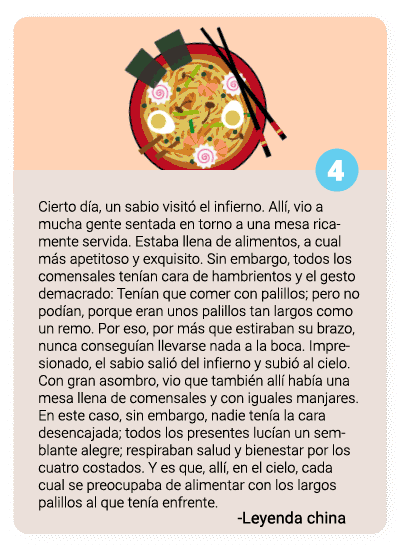 4
Cierto día, un sabio visitó el infierno. Allí, vio a
mucha gente sentada en torno a una mesa rica-
mente servida. Estaba llena de alimentos, a cual
más apetitoso y exquisito. Sin embargo, todos los
comensales tenían cara de hambrientos y el gesto
demacrado: Tenían que comer con palillos; pero no
podían, porque eran unos palillos tan largos como
un remo. Por eso, por más que estiraban su brazo,
nunca conseguían llevarse nada a la boca. Impre-
sionado, el sabio salió del infierno y subió al cielo.
Con gran asombro, vio que también allí había una
mesa llena de comensales y con iguales manjares.
En este caso, sin embargo, nadie tenía la cara
desencajada; todos los presentes lucían un sem-
blante alegre; respiraban salud y bienestar por los
cuatro costados. Y es que, allí, en el cielo, cada
cual se preocupaba de alimentar con los largos
palillos al que tenía enfrente.
-Leyenda china